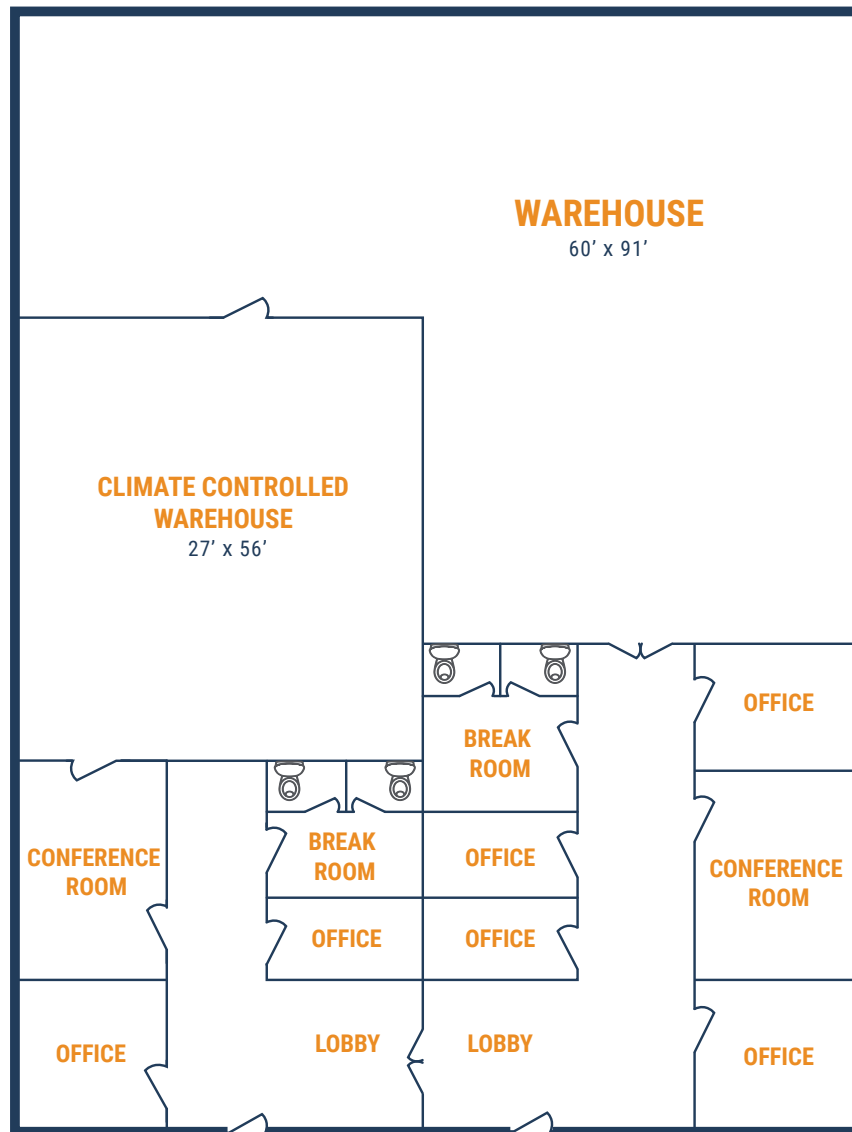 WAREHOUSE
60’ x 91’
CLIMATE CONTROLLED
WAREHOUSE
27’ x 56’
OFFICE
BREAK
ROOM
BREAK
ROOM
OFFICE
CONFERENCE
ROOM
CONFERENCE
ROOM
OFFICE
OFFICE
LOBBY
LOBBY
OFFICE
OFFICE